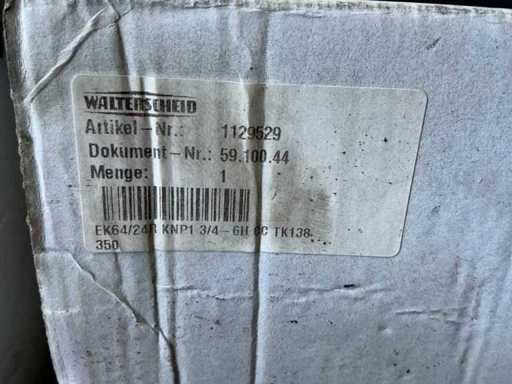 WALTERSCHEID
Artikel-Nr.: 1129529
Dokument-Nr.: 59.100.44
Menge: 1
EK64/24R KNP1 3/4-6H CC TK138
350